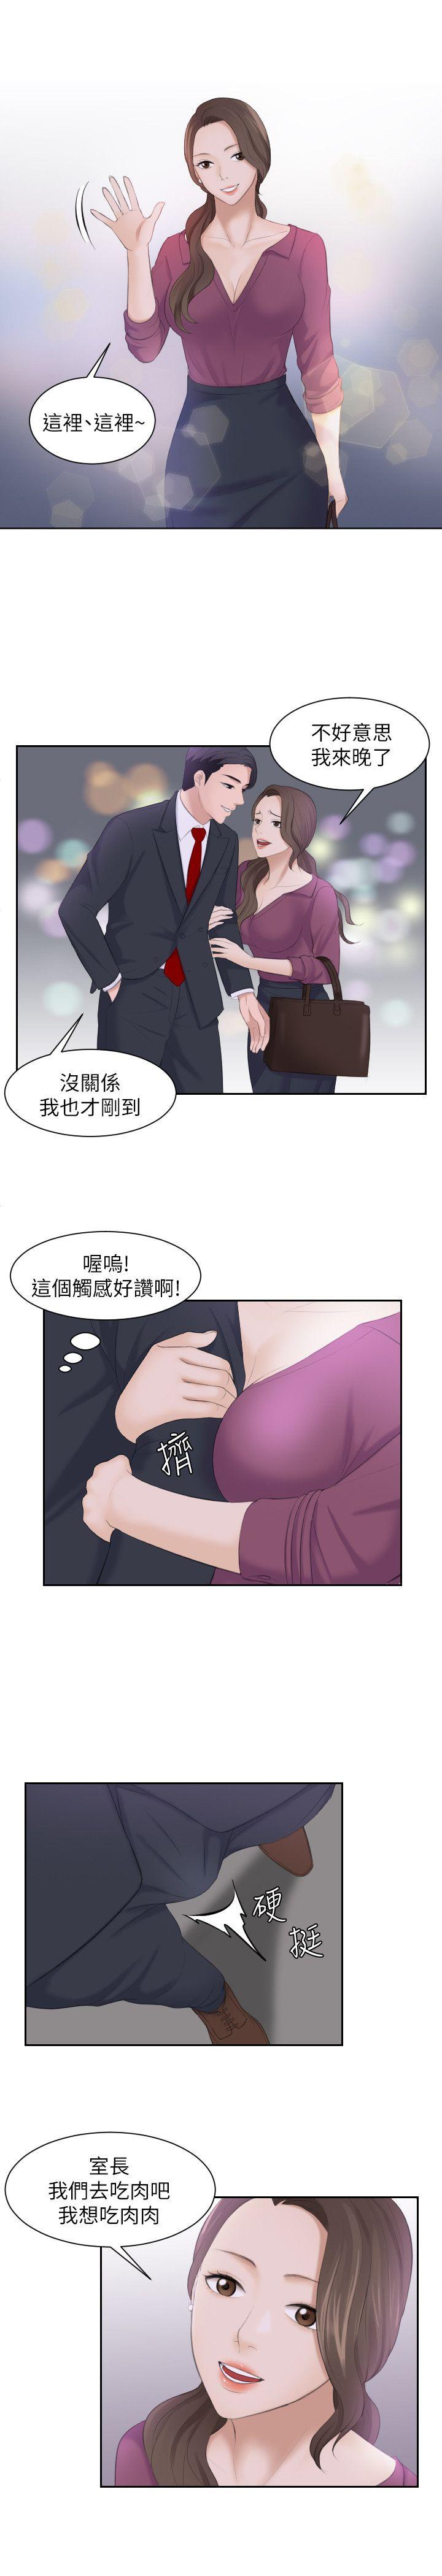 這裡、這裡~
不好意思
我來晚了
沒關係
我也才剛到
喔嗚!
這個觸感好讚啊!
擠
硬
挺
室長
我們去吃肉吧
我想吃肉肉